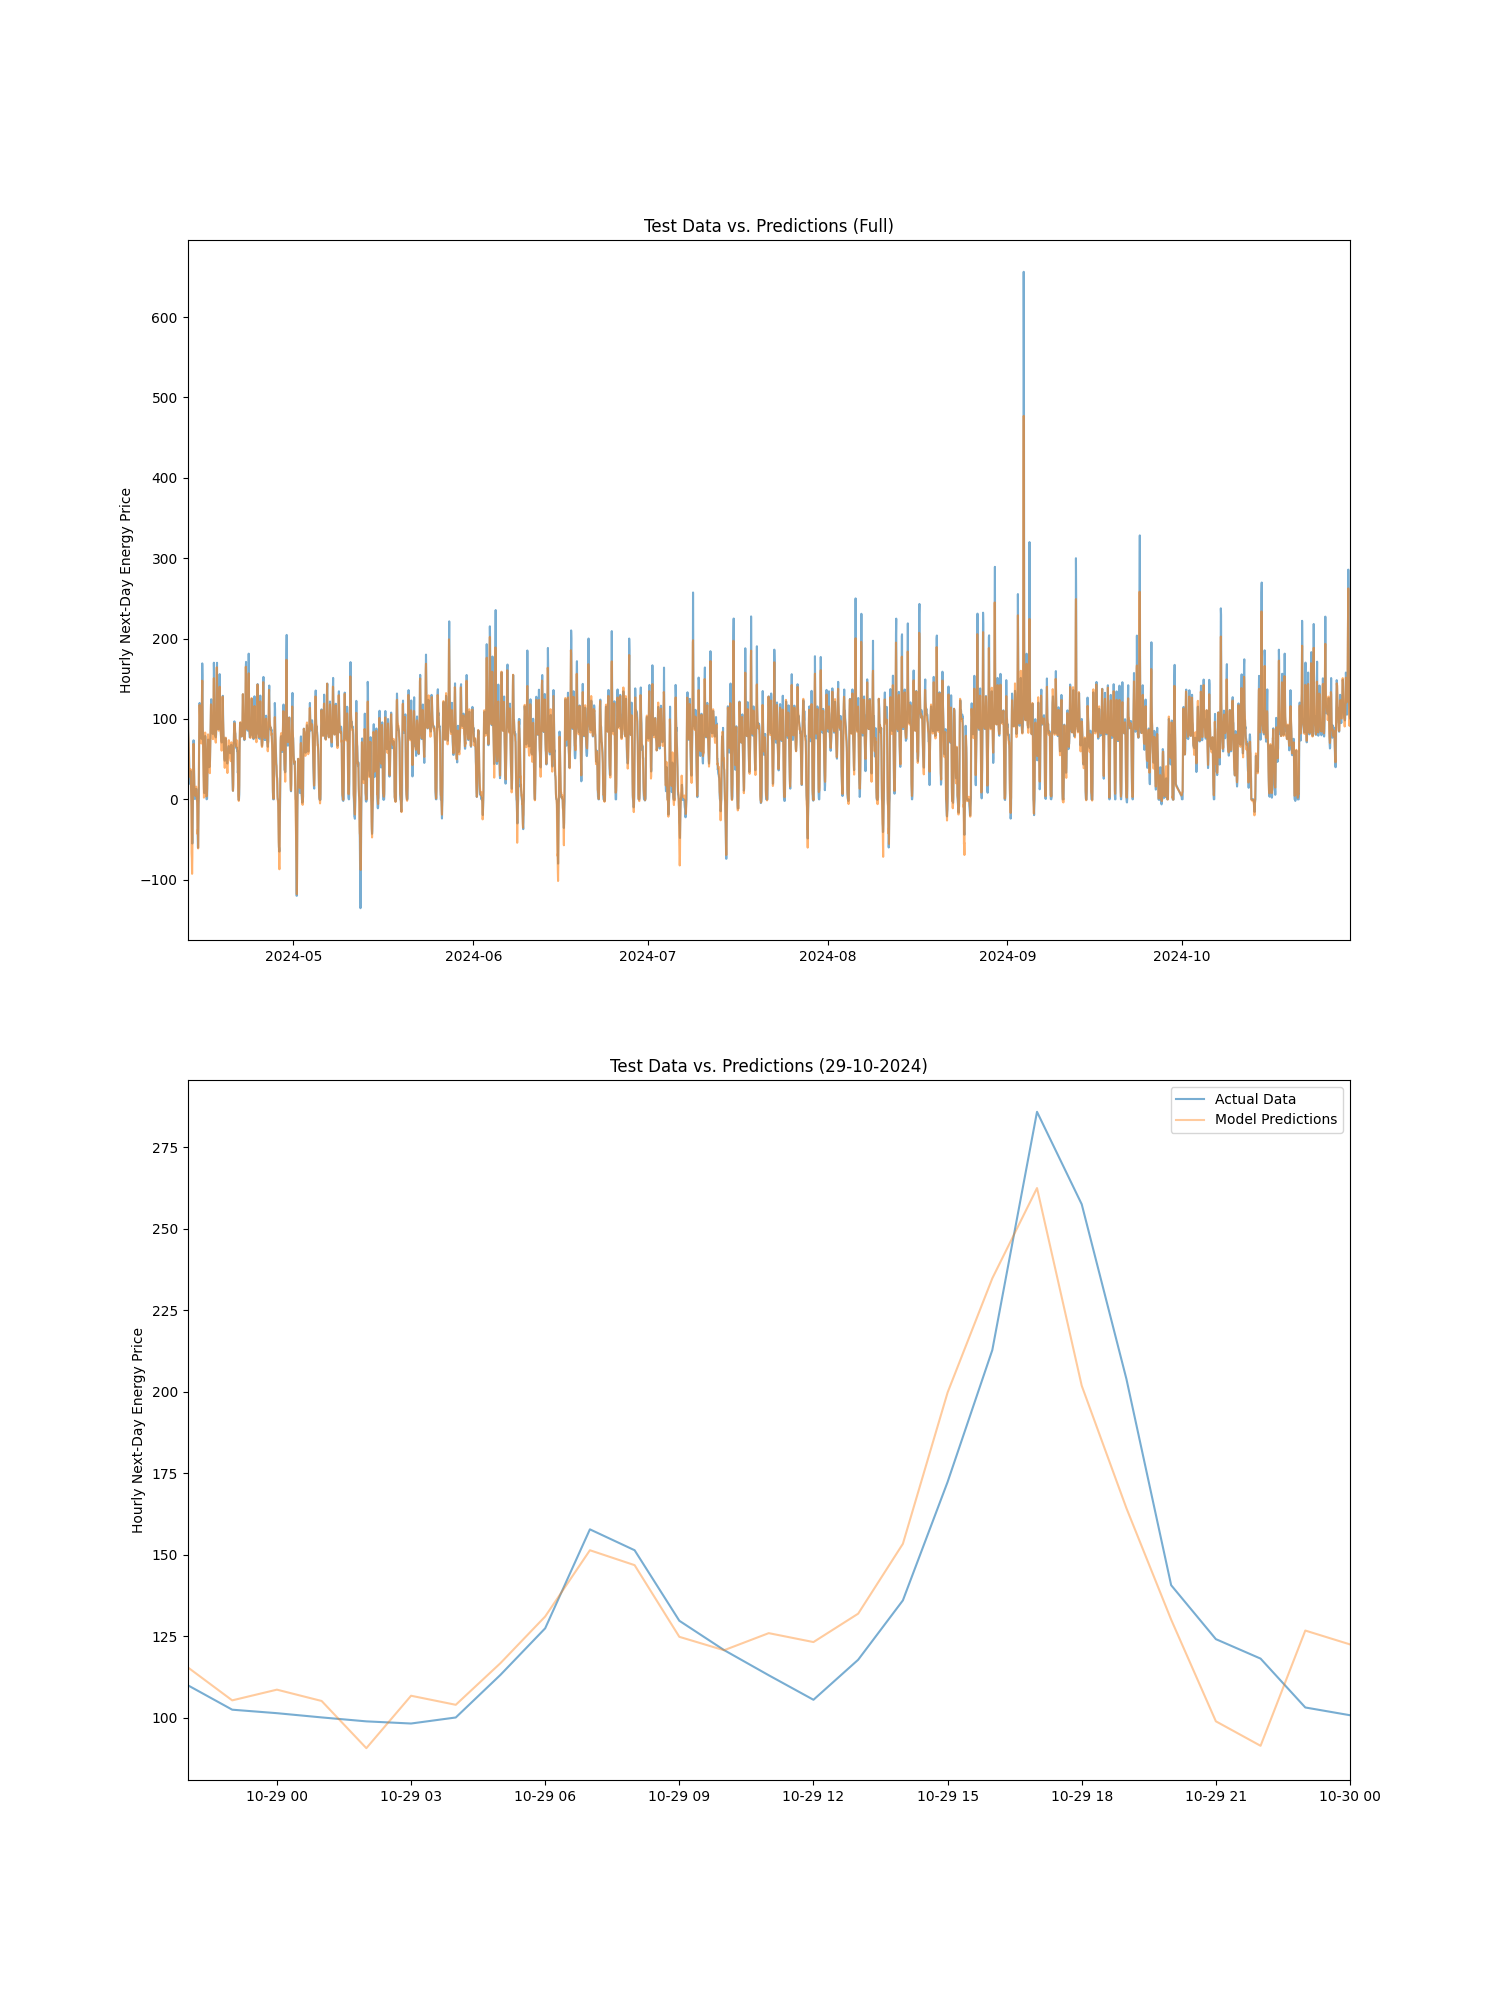 Test Data vs. Predictions (Full)
Hourly Next-Day Energy Price
600
500
400
300
200
100
0
−100
2024-05 2024-06 2024-07 2024-08 2024-09 2024-10
Test Data vs. Predictions (29-10-2024)
Actual Data
Model Predictions
Hourly Next-Day Energy Price
275
250
225
200
175
150
125
100
10-29 00 10-29 03 10-29 06 10-29 09 10-29 12 10-29 15 10-29 18 10-29 21 10-30 00